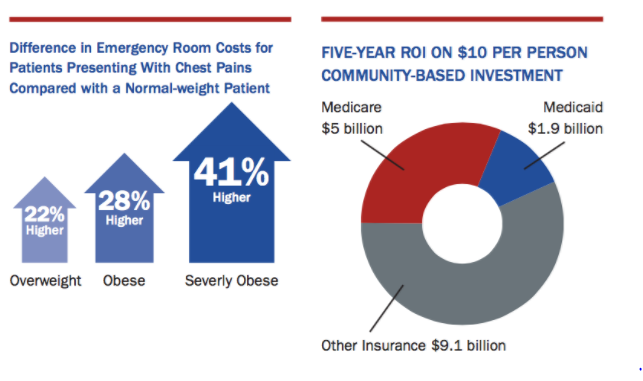 Difference in Emergency Room Costs for
Patients Presenting With Chest Pains
Compared with a Normal-weight Patient
22%
Higher
Overweight
28%
Higher
Obese
41%
Higher
Severly Obese
FIVE-YEAR ROI ON $10 PER PERSON
COMMUNITY-BASED INVESTMENT
Medicare
$5 billion
Medicaid
$1.9 billion
Other Insurance $9.1 billion